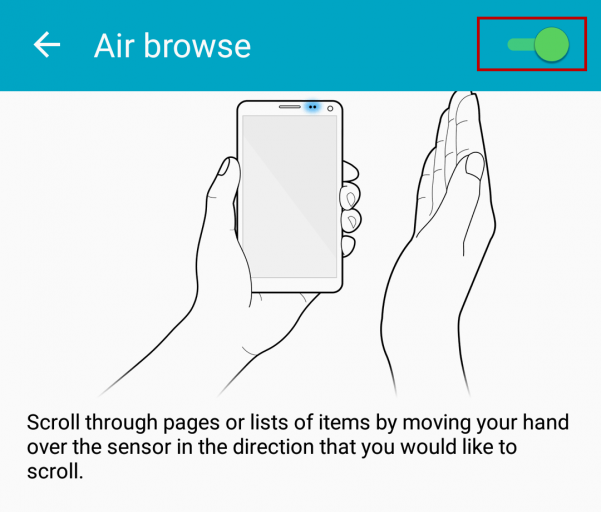 Air browse
Scroll through pages or lists of items by moving your hand
over the sensor in the direction that you would like to
scroll.